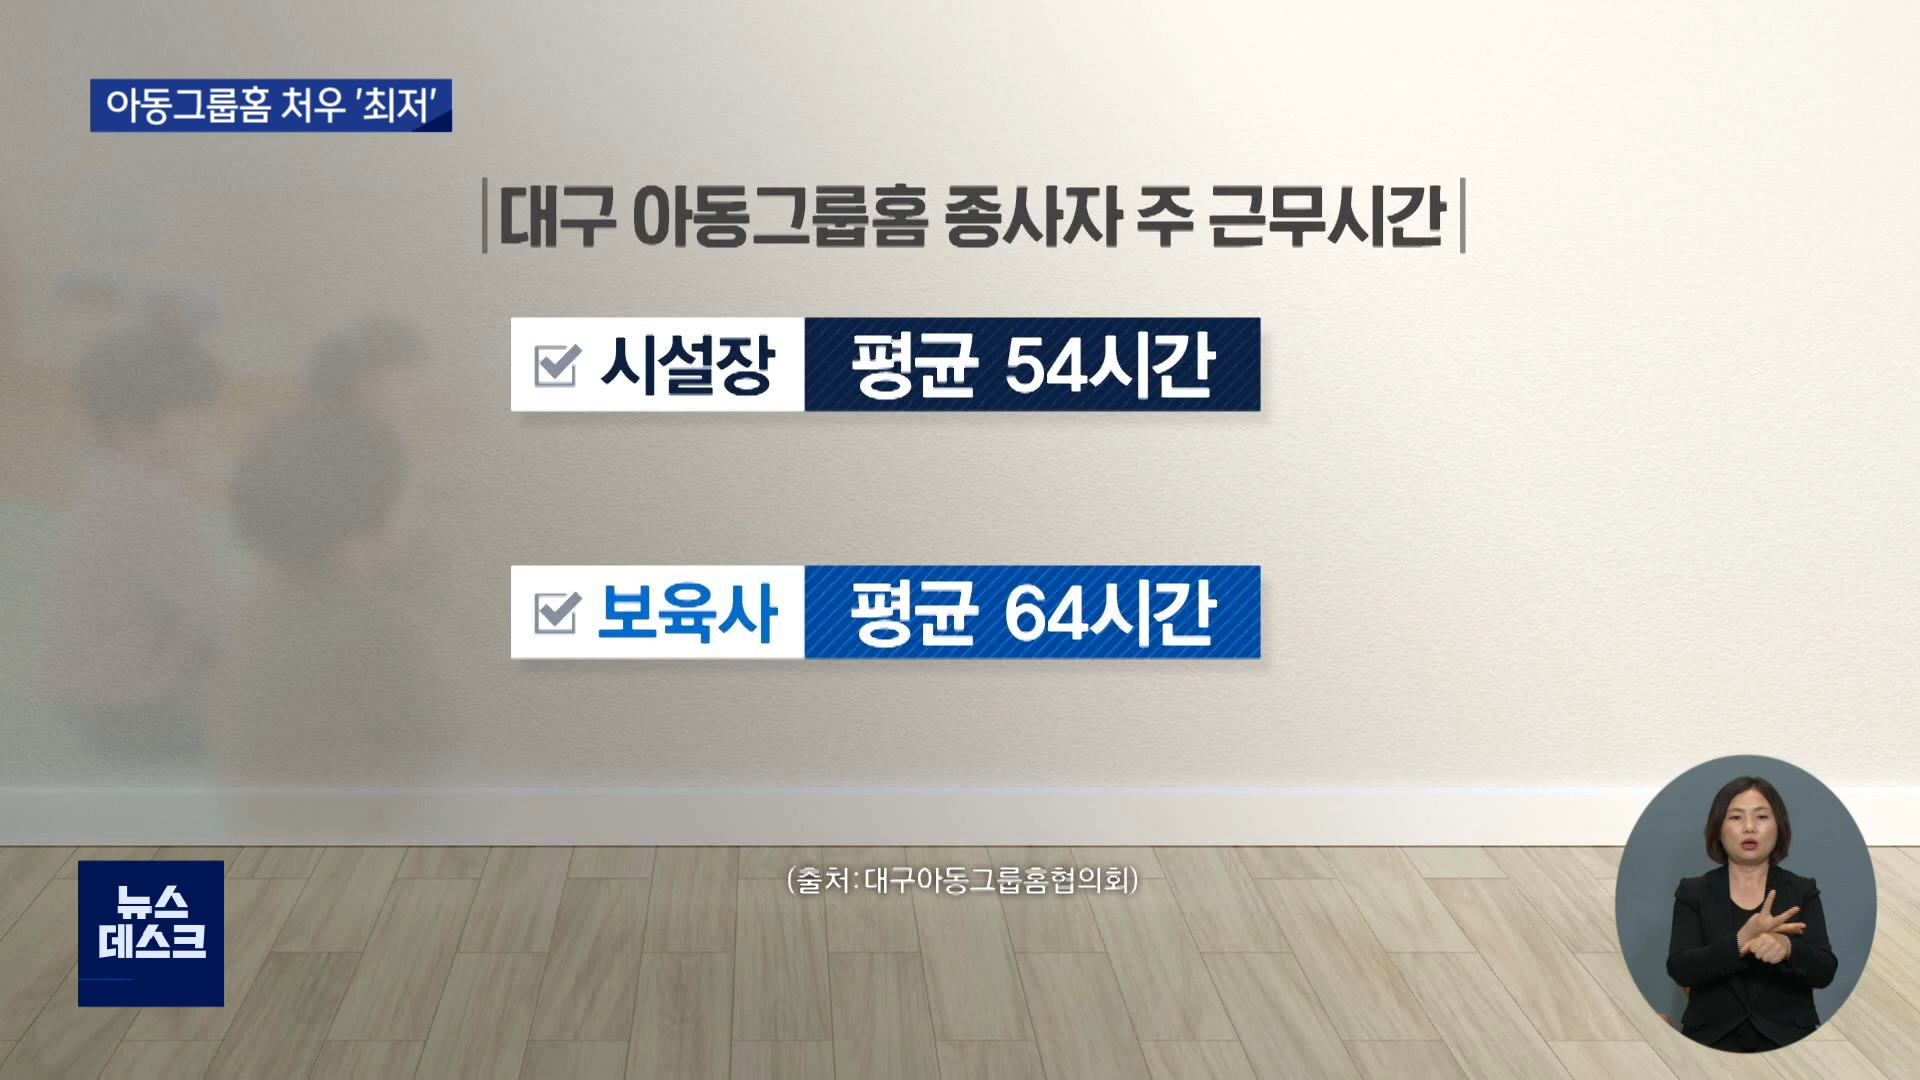 아동그룹홈 처우 '최저'
대구 아동그룹홈 종사자 주 근무시간
시설장 평균 54시간
보육사 평균 64시간
(출처:대구아동그룹홈협의회)
뉴스
데스크